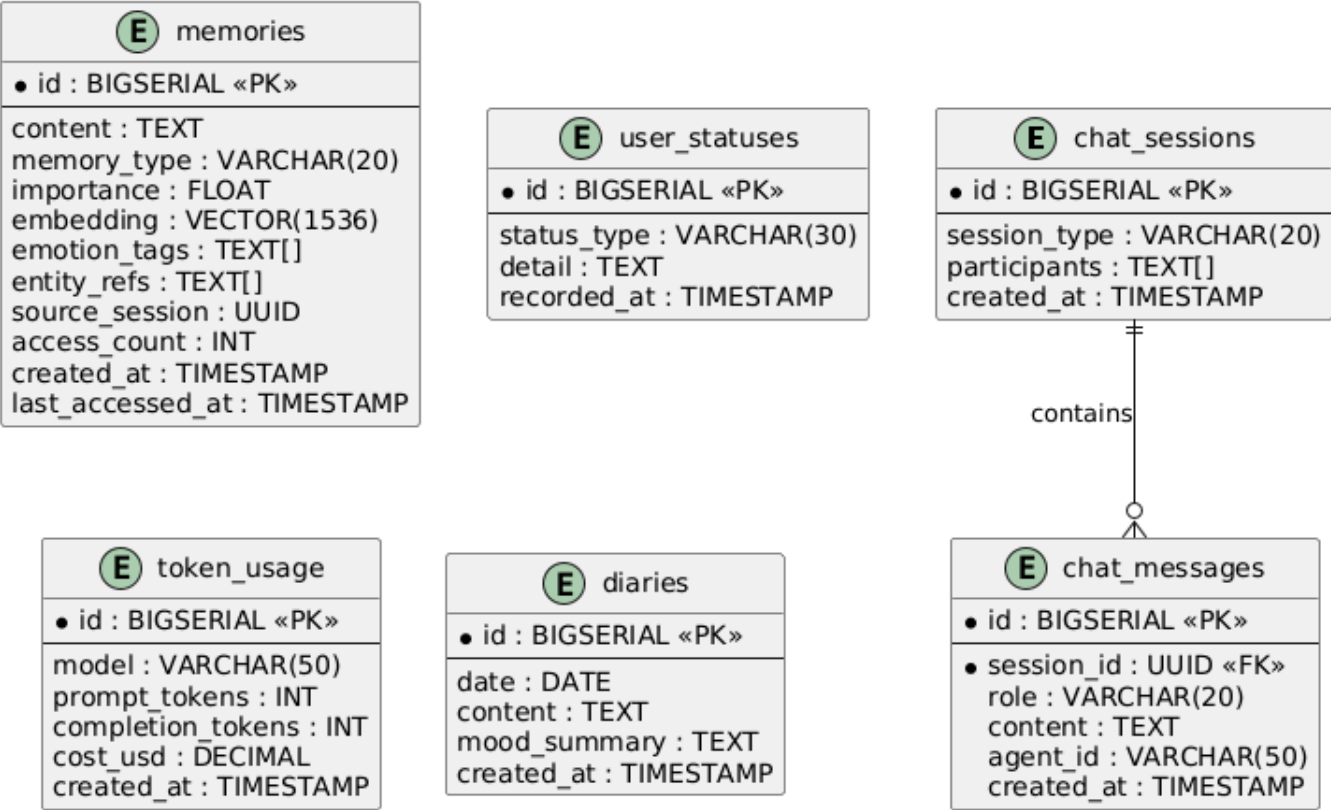 E memories
id : BIGSERIAL «PK»
content : TEXT
memory_type : VARCHAR(20)
importance : FLOAT
embedding : VECTOR(1536)
emotion_tags : TEXT[]
entity_refs : TEXT[]
source_session : UUID
access_count : INT
created_at : TIMESTAMP
last_accessed_at : TIMESTAMP
E user_statuses
id : BIGSERIAL «PK»
status_type : VARCHAR(30)
detail : TEXT
recorded_at : TIMESTAMP
E chat_sessions
id : BIGSERIAL «PK»
session_type : VARCHAR(20)
participants : TEXT[]
created_at : TIMESTAMP
contains
E token_usage
id : BIGSERIAL «PK»
model : VARCHAR(50)
prompt_tokens : INT
completion_tokens : INT
cost_usd : DECIMAL
created_at : TIMESTAMP
E diaries
id : BIGSERIAL «PK»
date : DATE
content : TEXT
mood_summary : TEXT
created_at : TIMESTAMP
E chat_messages
id : BIGSERIAL «PK»
session_id : UUID «FK»
role : VARCHAR(20)
content : TEXT
agent_id : VARCHAR(50)
created_at : TIMESTAMP